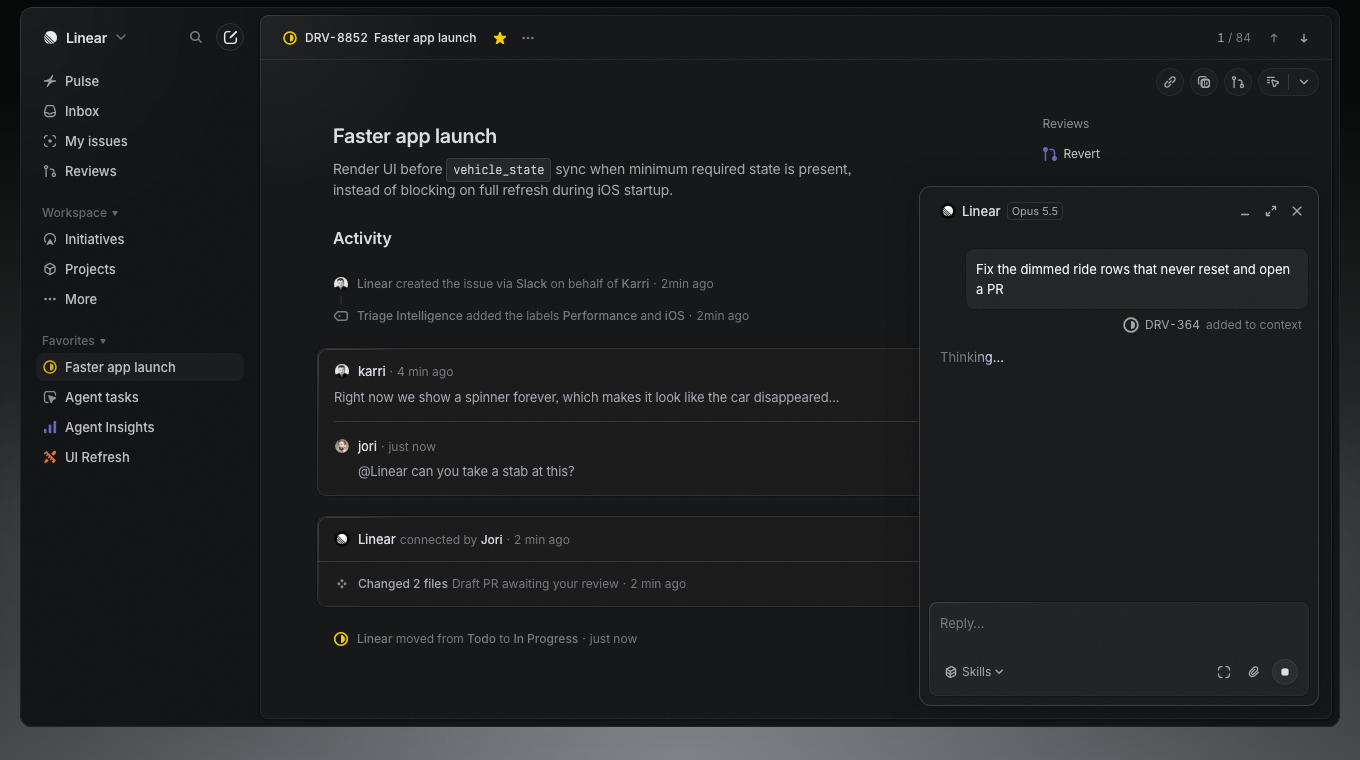 Linear
Pulse
Inbox
My issues
Reviews
Workspace
Initiatives
Projects
More
Favorites
Faster app launch
Agent tasks
Agent Insights
UI Refresh
DRV-8852 Faster app launch
1 / 84
Faster app launch
Render UI before vehicle_state sync when minimum required state is present,
instead of blocking on full refresh during iOS startup.
Activity
Linear created the issue via Slack on behalf of Karri · 2min ago
Triage Intelligence added the labels Performance and iOS · 2min ago
karri · 4 min ago
Right now we show a spinner forever, which makes it look like the car disappeared...
jori · just now
@Linear can you take a stab at this?
Linear connected by Jori · 2 min ago
Changed 2 files Draft PR awaiting your review · 2 min ago
Linear moved from Todo to In Progress · just now
Reviews
Revert
Linear Opus 5.5
Fix the dimmed ride rows that never reset and open
a PR
DRV-364 added to context
Thinking...
Reply...
Skills